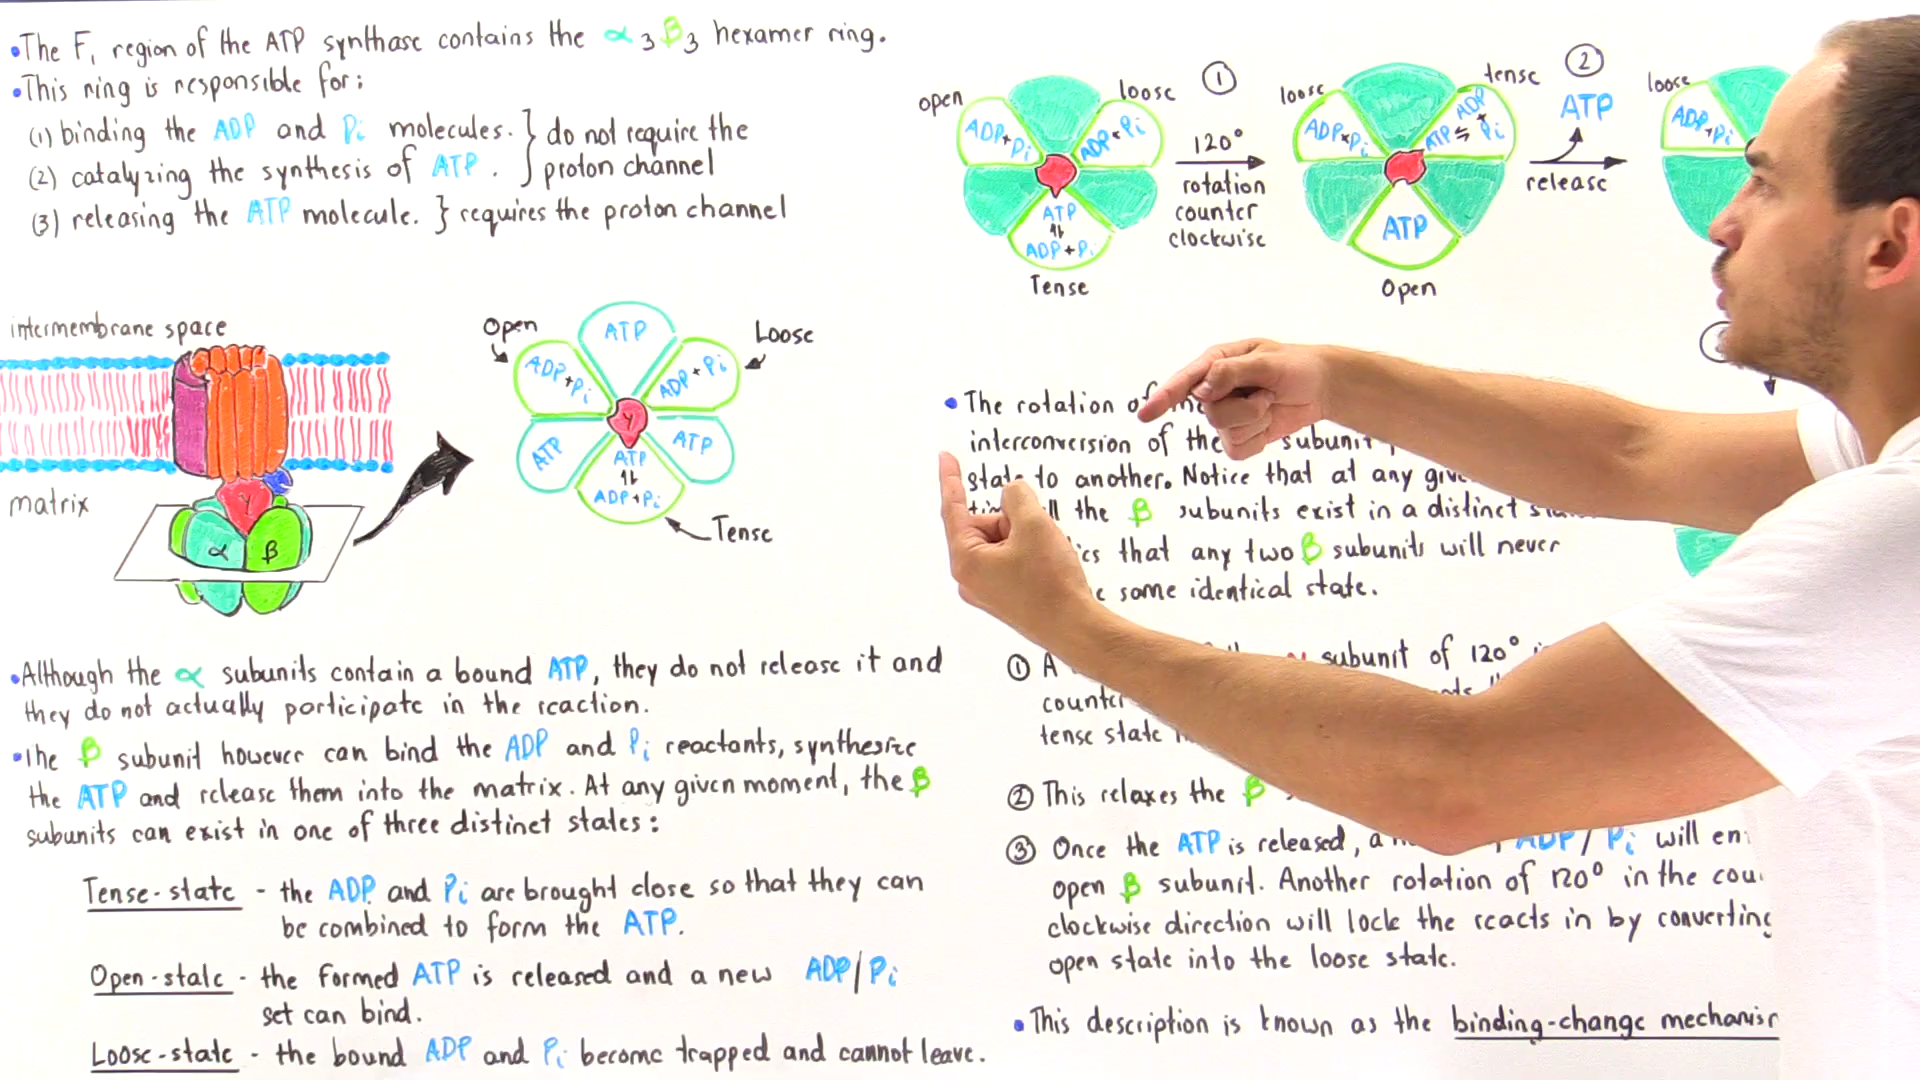 •The F1 region of the ATP synthase contains the α3β3 hexamer ring.
•This ring is responsible for:
(1) binding the ADP and Pi molecules. } do not require the
(2) catalyzing the synthesis of ATP. proton channel
(3) releasing the ATP molecule. } requires the proton channel
intermembrane space
matrix
γ
α
β
Open
Loose
ATP
ADP+Pi
ADP+Pi
γ
ATP
ATP
ATP
ADP+Pi
Tense
•Although the α subunits contain a bound ATP, they do not release it and
they do not actually participate in the reaction.
•The β subunit however can bind the ADP and Pi reactants, synthesize
the ATP and release them into the matrix. At any given moment, the β
subunits can exist in one of three distinct states:
Tense-state - the ADP and Pi are brought close so that they can
be combined to form the ATP.
Open-state - the formed ATP is released and a new ADP/Pi
set can bind.
Loose-state - the bound ADP and Pi become trapped and cannot leave.
open
loose
ADP+Pi
ADP+Pi
ATP
ADP+Pi
Tense
1
120°
rotation
counter
clockwise
loose
tense
ADP+Pi
ATP ⇌ ADP + Pi
ATP
Open
2
ATP
release
loose
ADP+Pi
• The rotation of
interconversion of the subunit
state to another. Notice that at any
the β subunits exist in a distinct
that any two β subunits will never
some identical state.
① A subunit of 120°
counter
tense state
② This relaxes the β
③ Once the ATP is released, a ADP/Pi will
open β subunit. Another rotation of 120° in the
clockwise direction will lock the reacts in by converting
open state into the loose state.
• This description is known as the binding-change